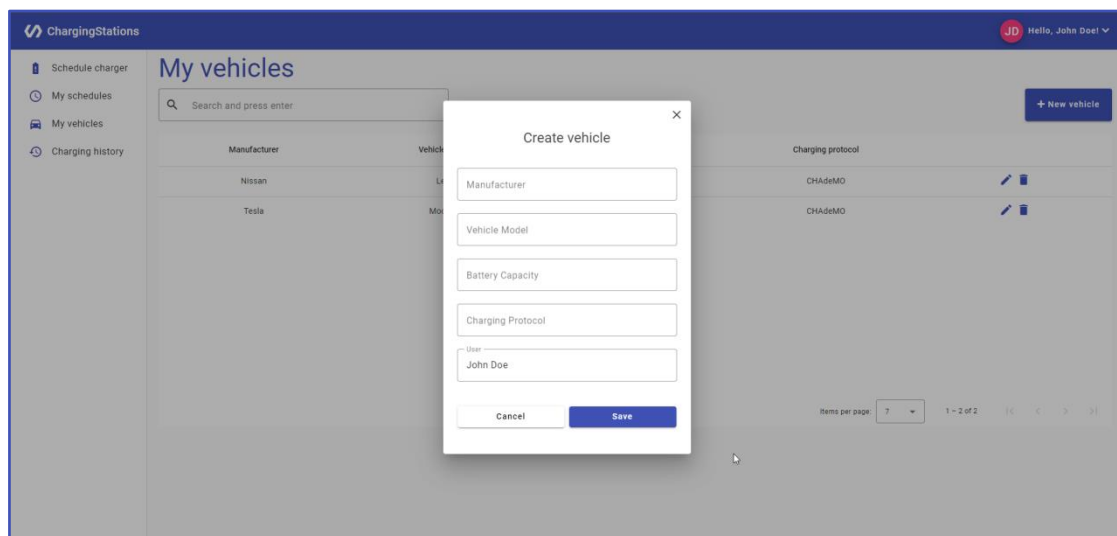 ChargingStations
JD Hello, John Doe!
Schedule charger
My schedules
My vehicles
Charging history
My vehicles
Search and press enter
+ New vehicle
Manufacturer Charging protocol
Nissan CHAdeMO
Tesla CHAdeMO
Create vehicle
Manufacturer
Vehicle Model
Battery Capacity
Charging Protocol
User
John Doe
Cancel Save
Items per page: 1 – 2 of 2